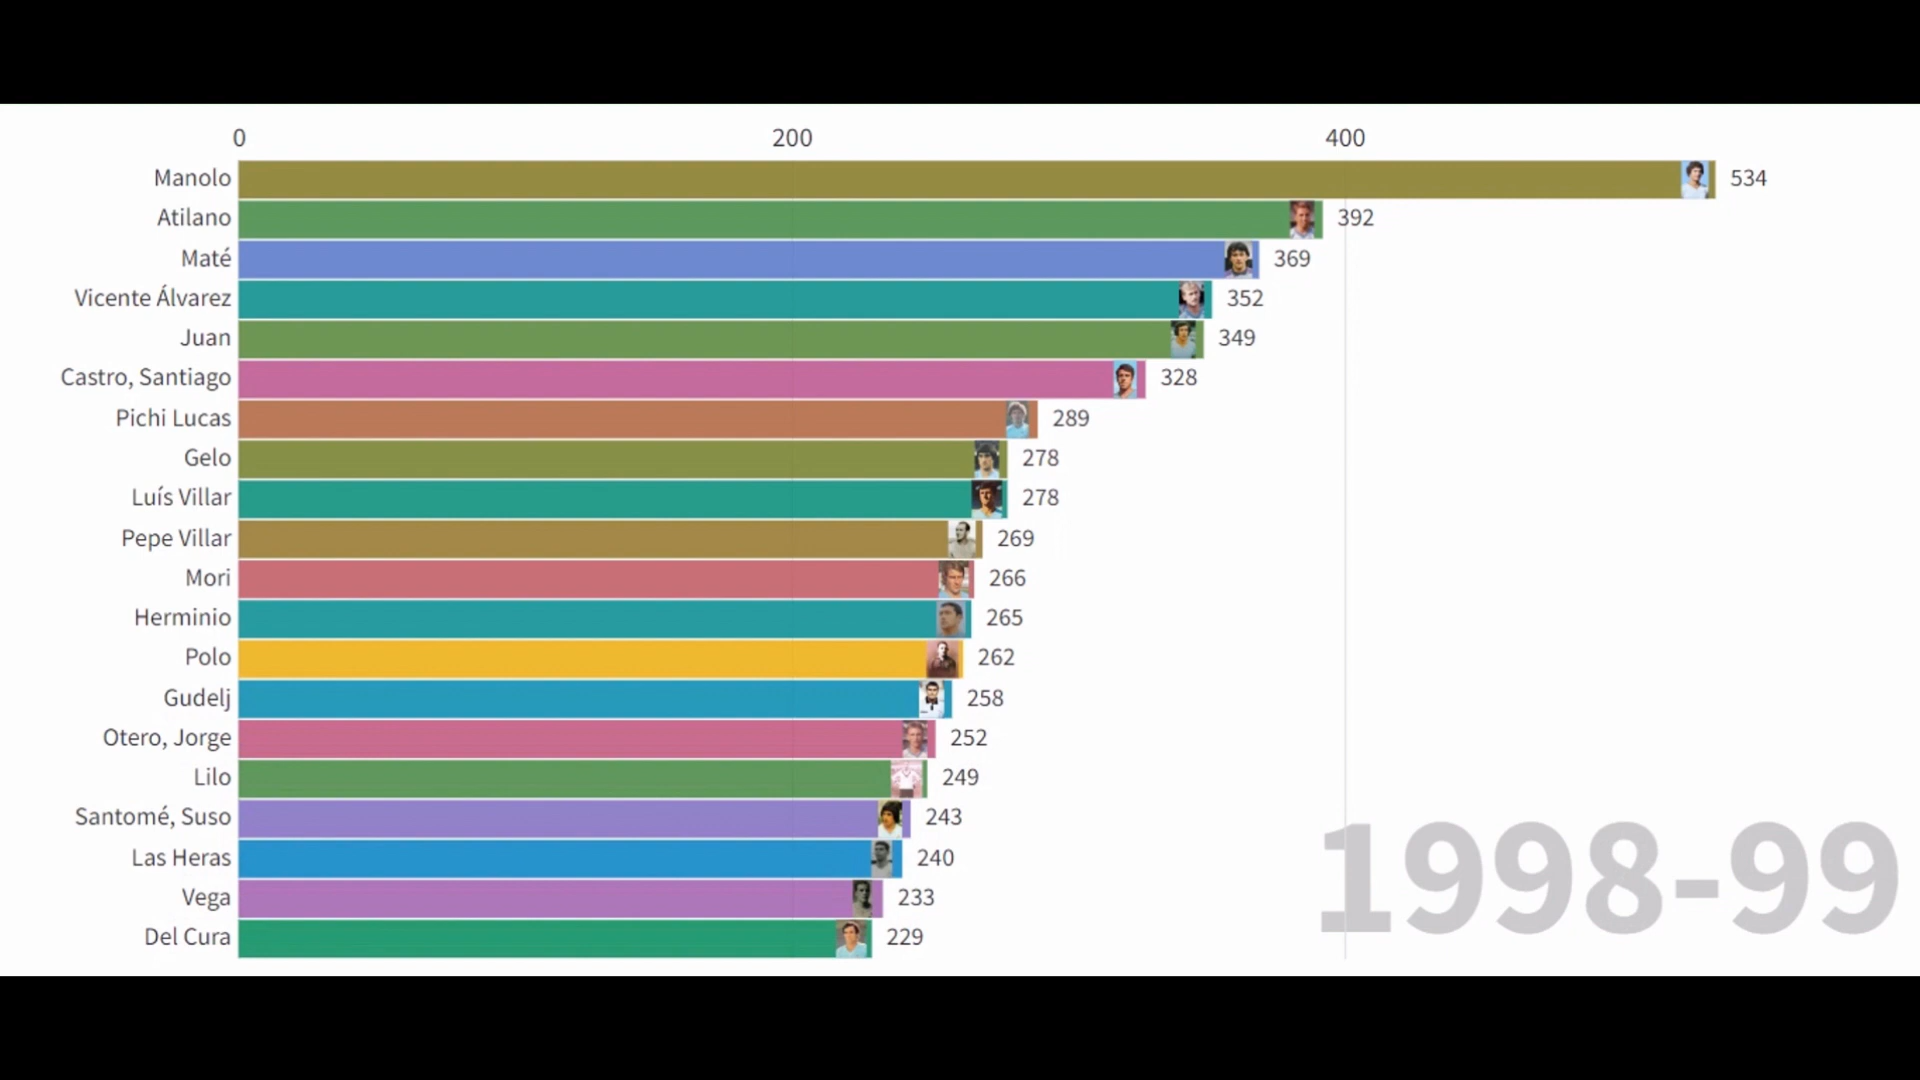 0 200 400
Manolo 534
Atilano 392
Maté 369
Vicente Álvarez 352
Juan 349
Castro, Santiago 328
Pichi Lucas 289
Gelo 278
Luís Villar 278
Pepe Villar 269
Mori 266
Herminio 265
Polo 262
Gudelj 258
Otero, Jorge 252
Lilo 249
Santomé, Suso 243
Las Heras 240
Vega 233
Del Cura 229
1998-99